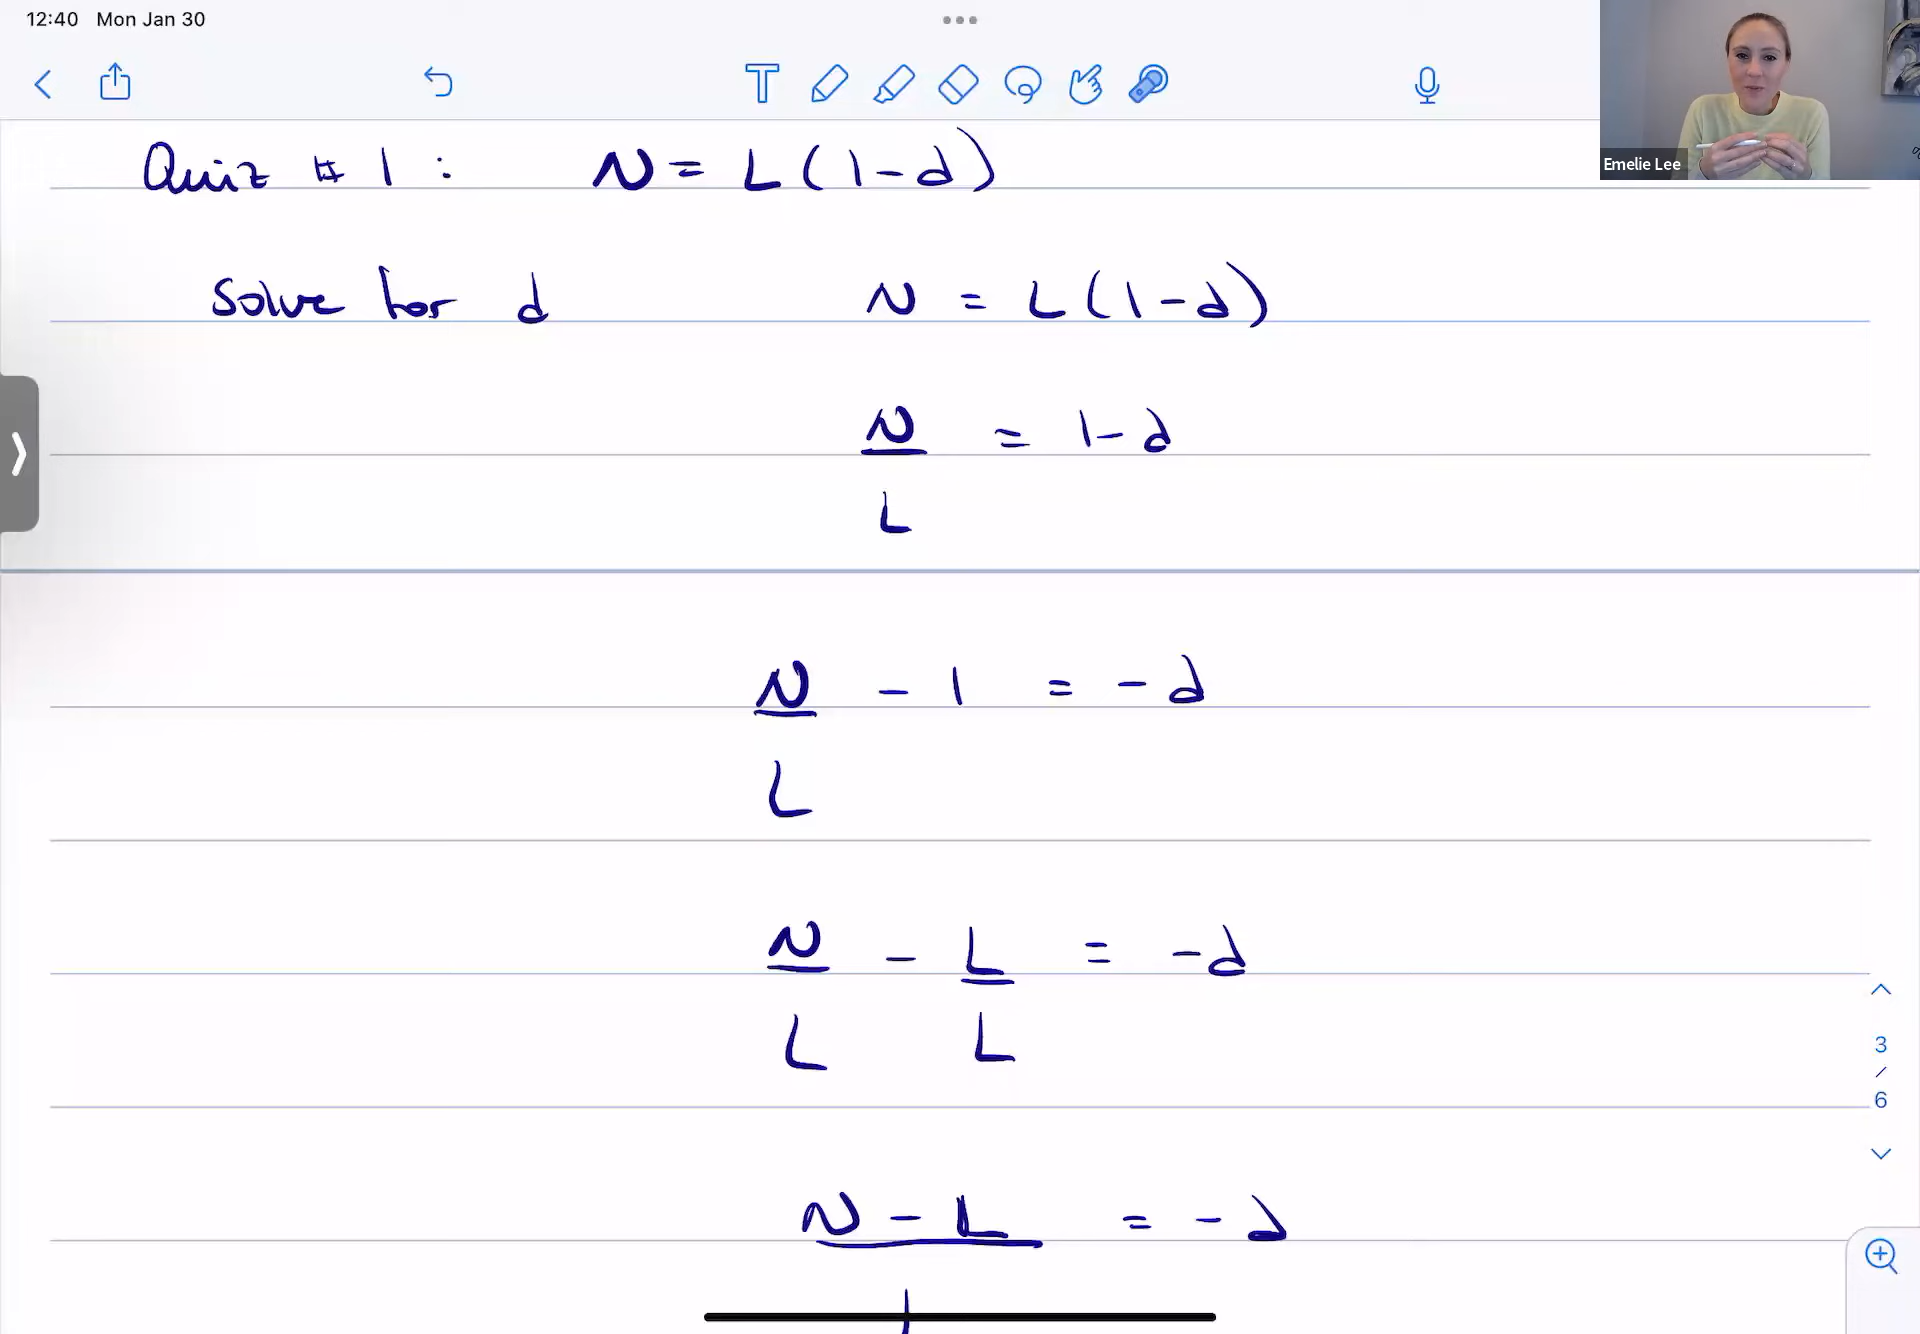 12:40 Mon Jan 30
Emelie Lee
Quiz # 1 : N = L(1-d)
Solve for d N = L(1-d)
N = 1-d
L
N - 1 = -d
L
N - L = -d
L L
3
/
6
N - L = -d